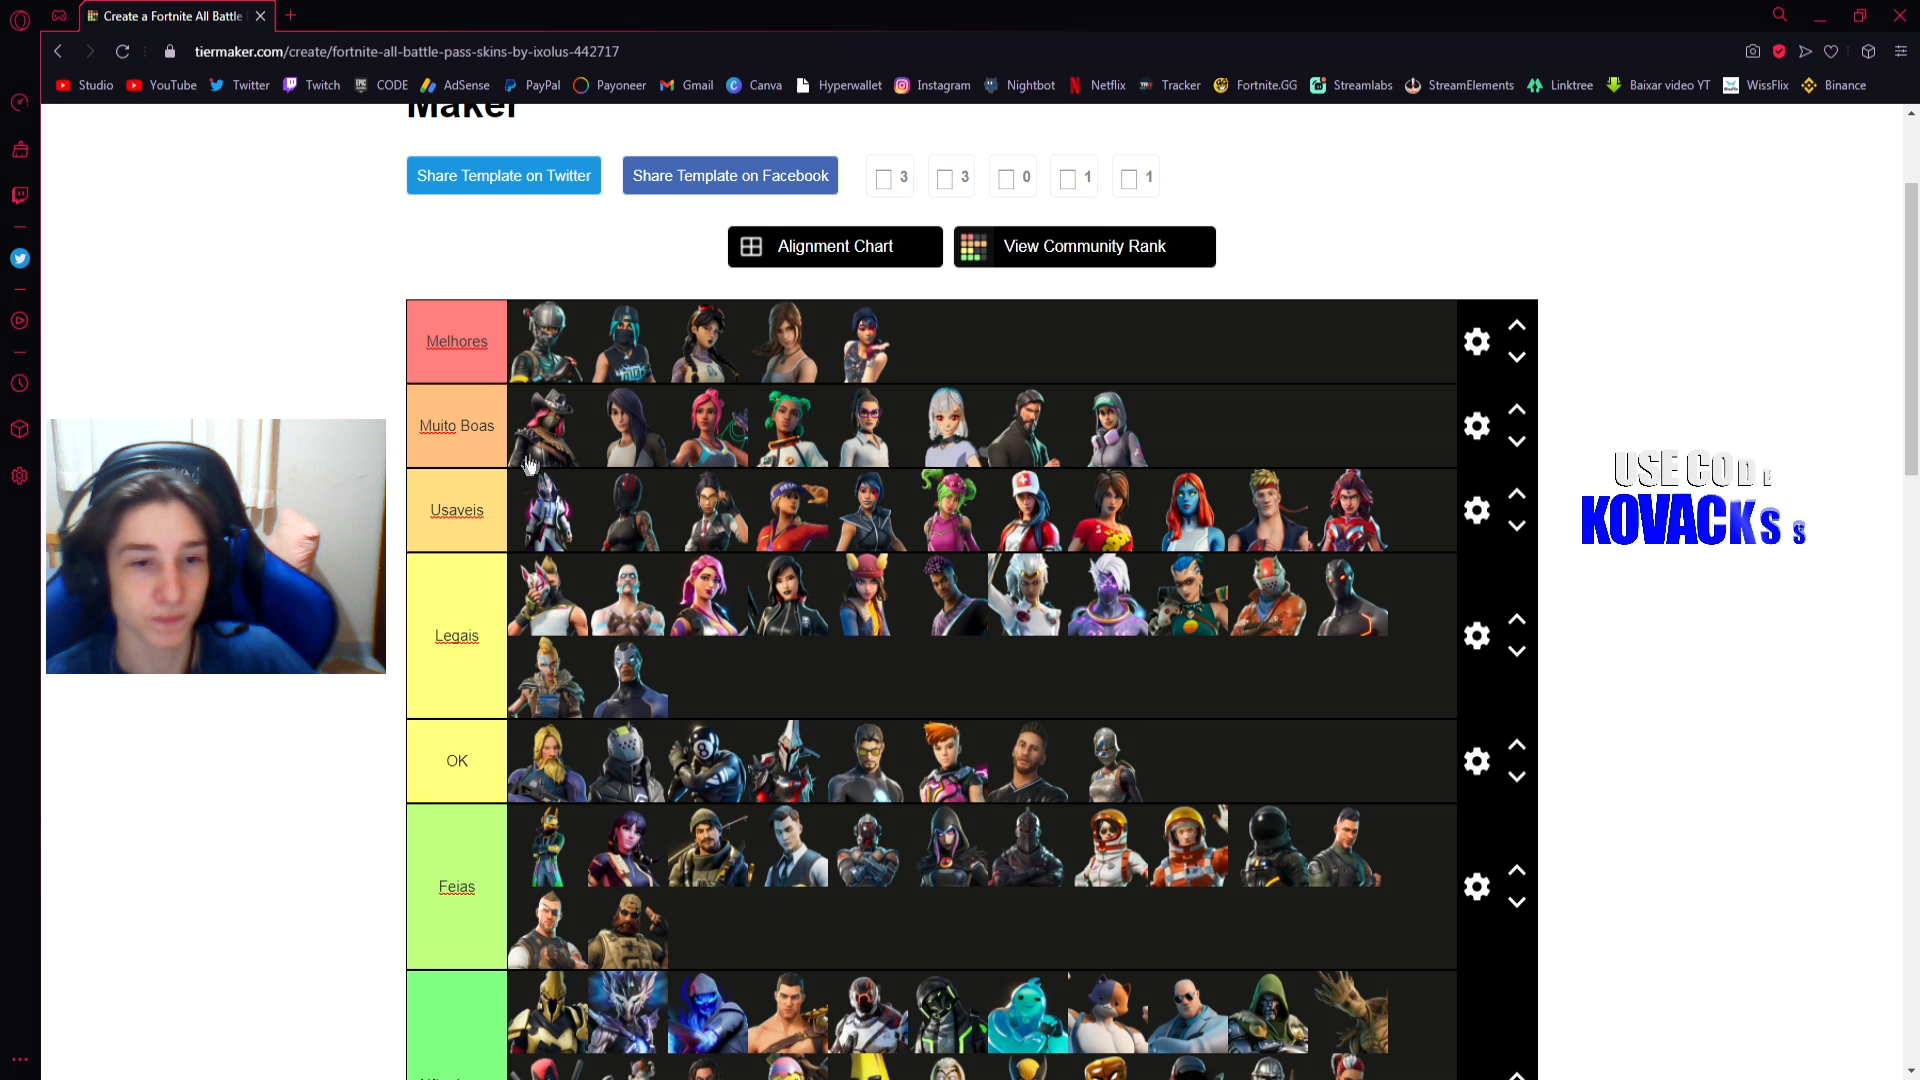 Create a Fortnite All Battle
tiermaker.com/create/fortnite-all-battle-pass-skins-by-ixolus-442717
Studio YouTube Twitter Twitch CODE AdSense PayPal Payoneer Gmail Canva Hyperwallet Instagram Nightbot Netflix Tracker Fortnite.GG Streamlabs StreamElements Linktree Baixar video YT WissFlix Binance
Maker
Share Template on Twitter Share Template on Facebook 3 3 0 1 1
Alignment Chart View Community Rank
Melhores
Muito Boas
Usaveis
Legais
OK
Feias
USE CODE
KOVACKS S